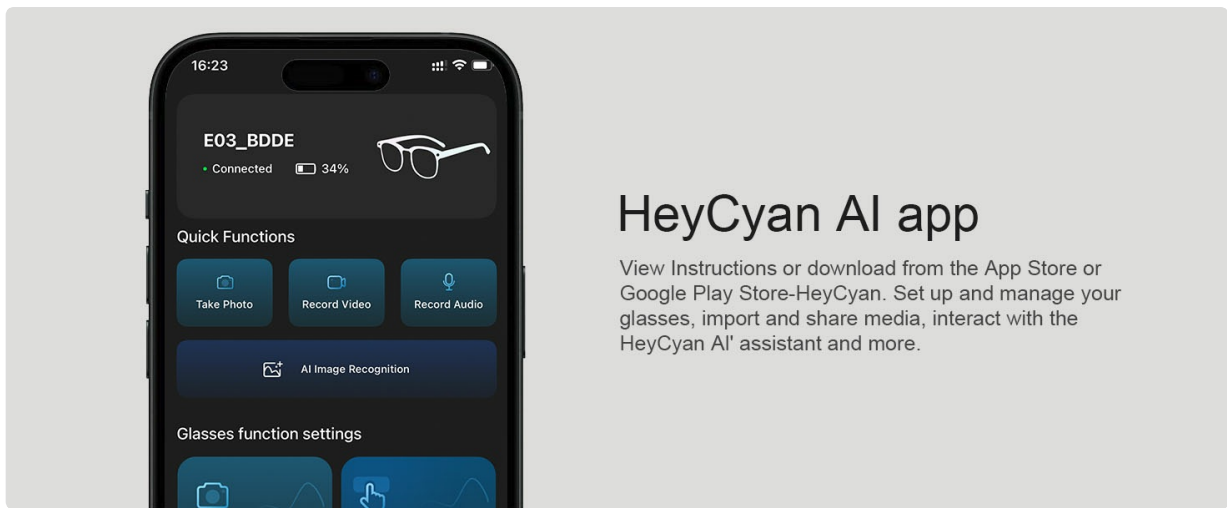 16:23
E03_BDDE
Connected 34%
Quick Functions
Take Photo Record Video Record Audio
AI Image Recognition
Glasses function settings
HeyCyan AI app
View Instructions or download from the App Store or
Google Play Store-HeyCyan. Set up and manage your
glasses, import and share media, interact with the
HeyCyan AI' assistant and more.